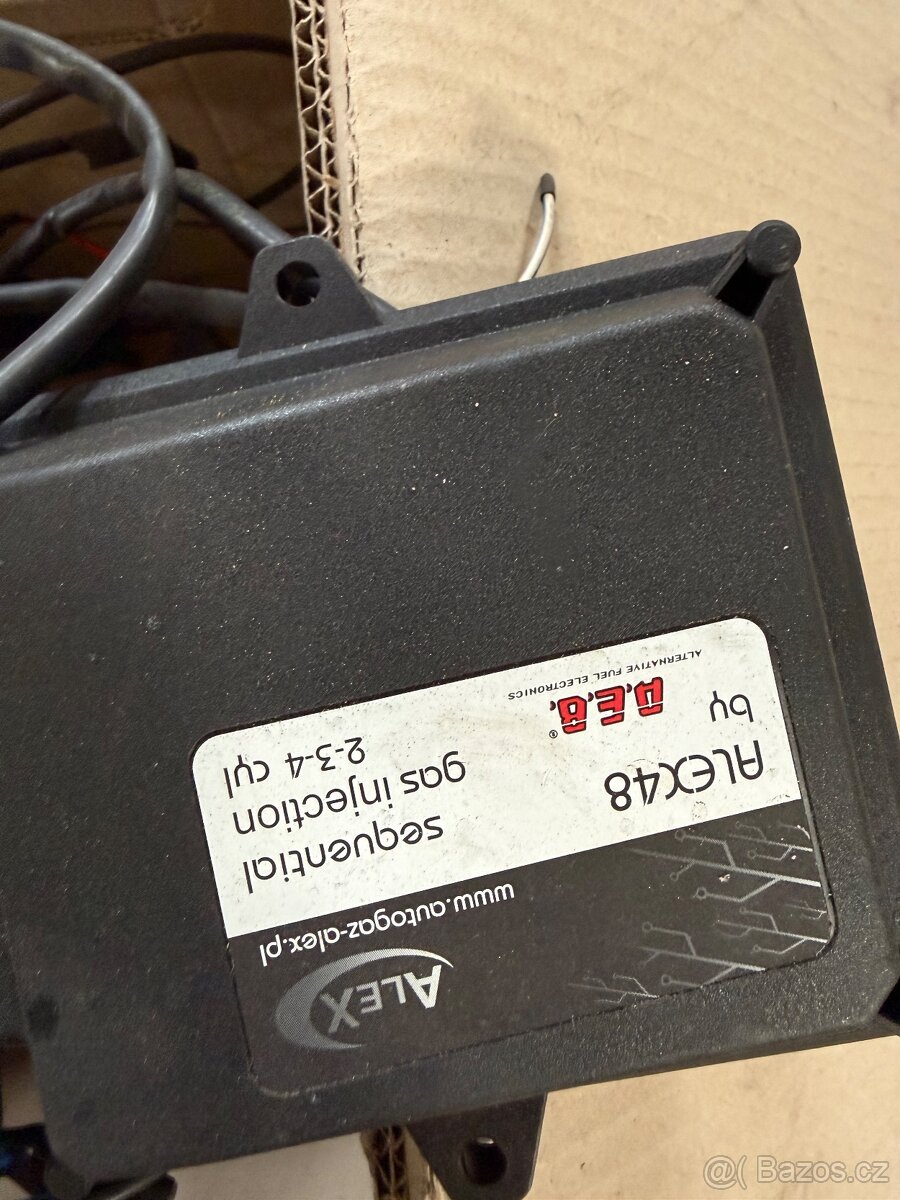 ALEX
www.autogaz-alex.pl
ALEX48
sequential
gas injection
2-3-4 cyl
by
A.E.B.®
ALTERNATIVE FUEL ELECTRONICS
@( Bazos.cz